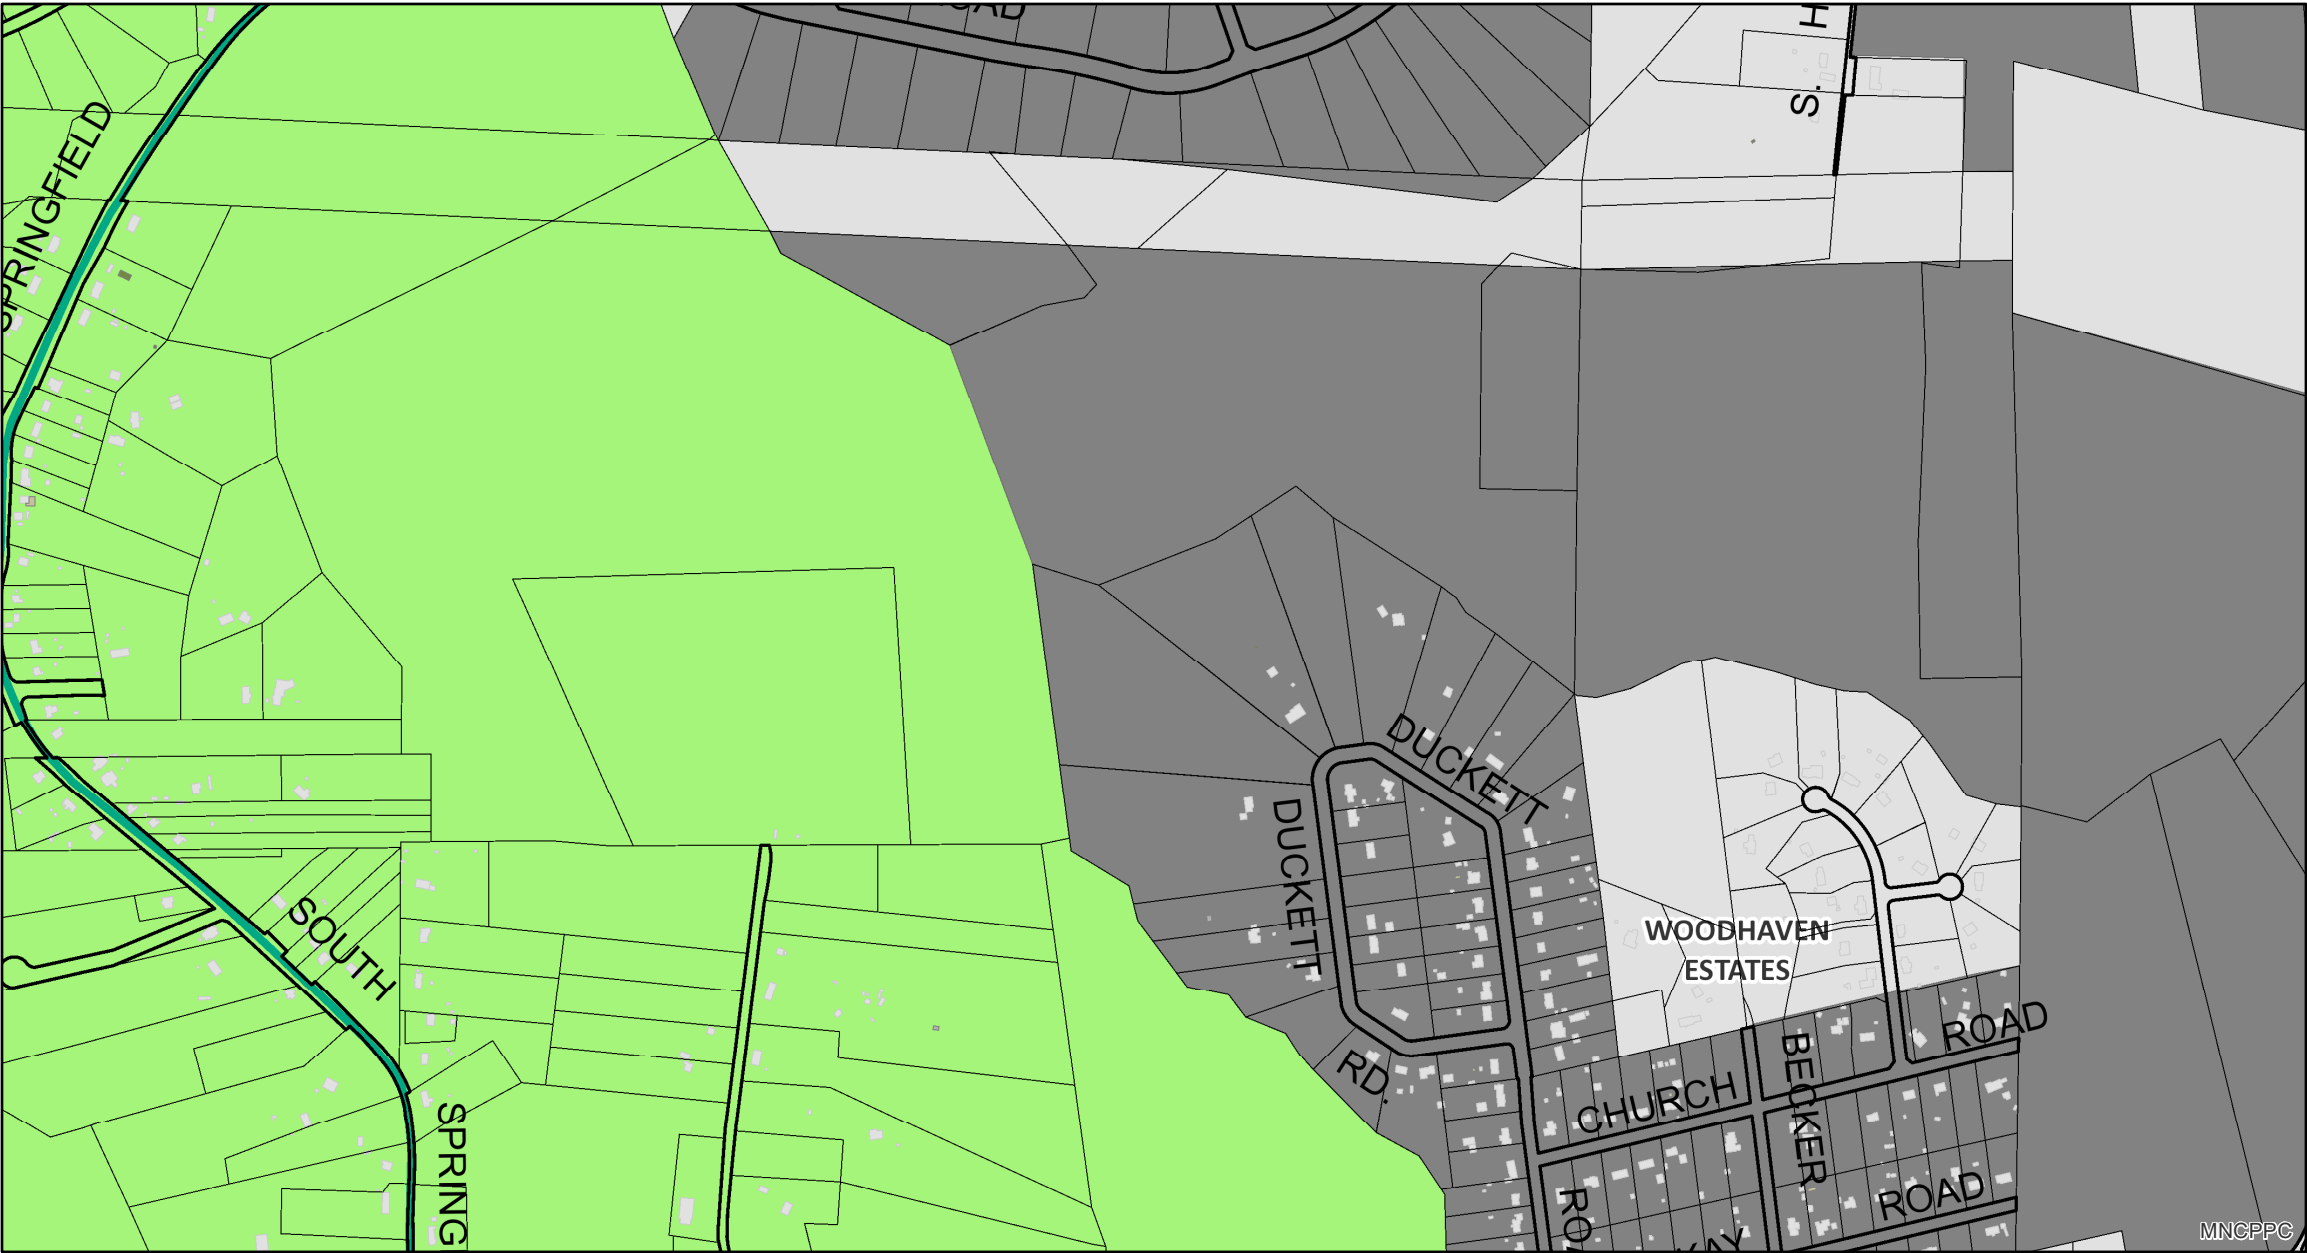 S. H
SPRINGFIELD
DUCKETT
DUCKETT
WOODHAVEN
ESTATES
SOUTH
ROAD
RD.
CHURCH
BECKER
SPRING
ROAD
MNCPPC